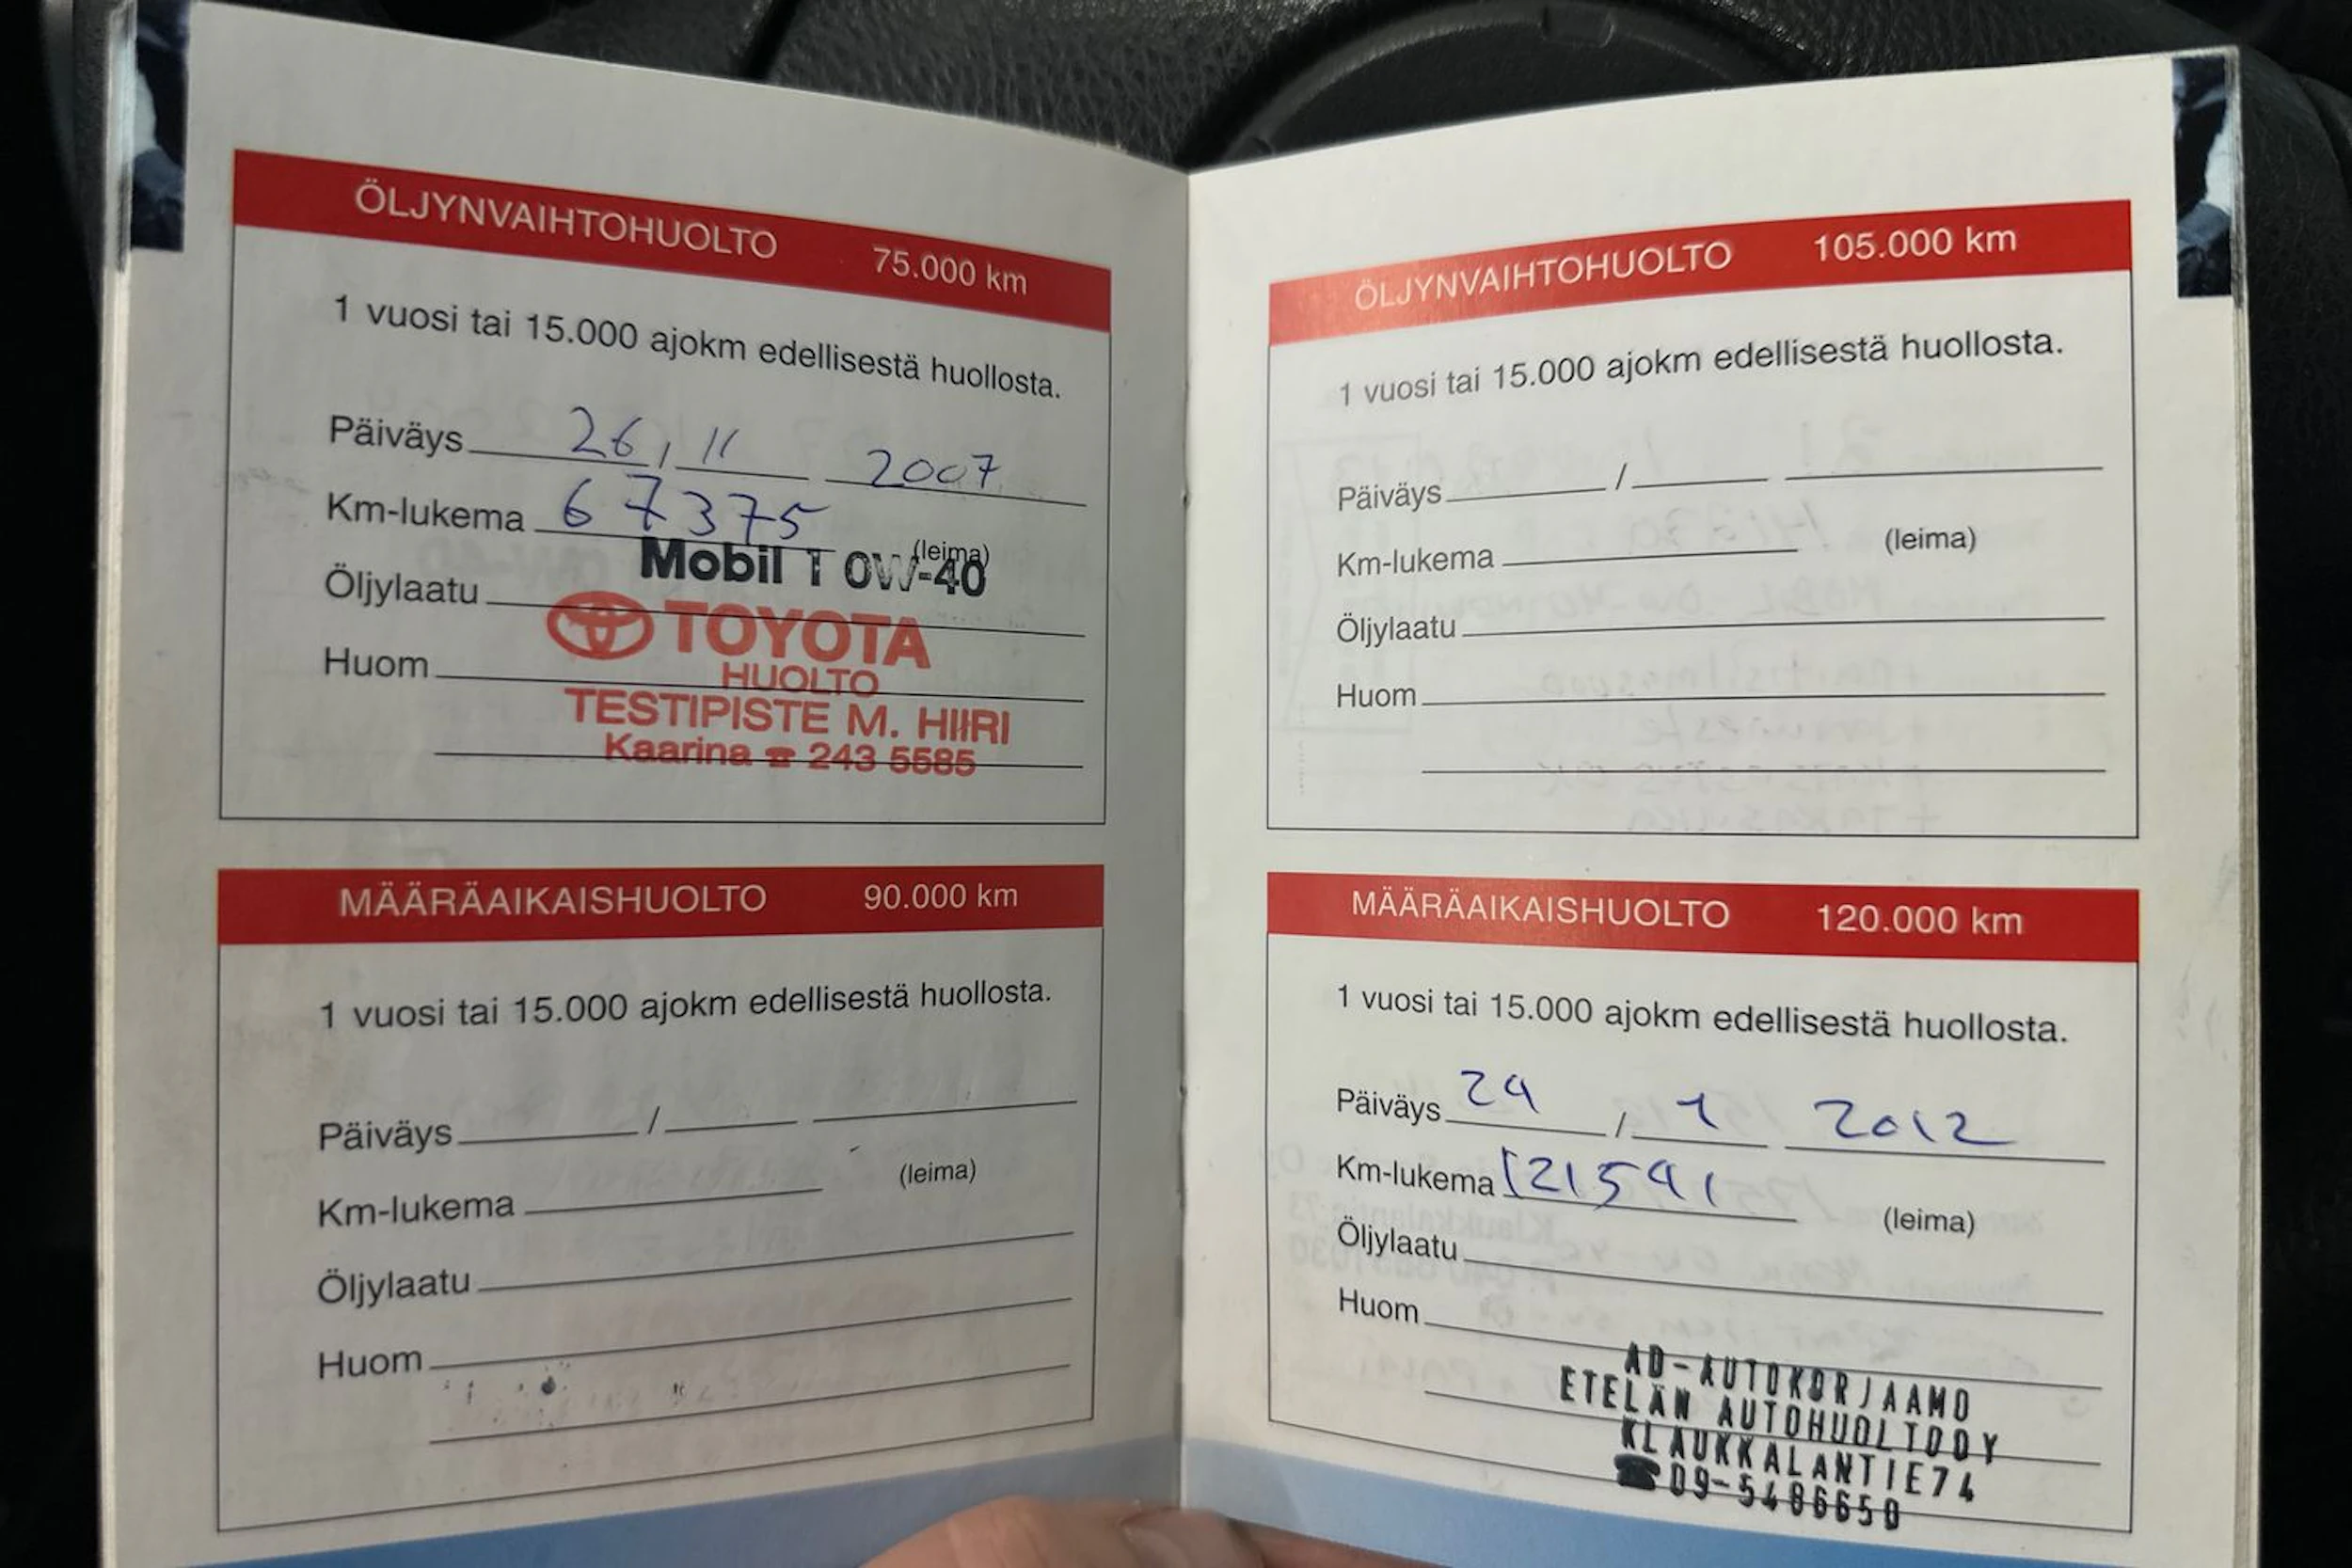 ÖLJYNVAIHTOHUOLTO 75.000 km
1 vuosi tai 15.000 ajokm edellisestä huollosta.
Päiväys 26 / 11 2007
Km-lukema 67375
(leima)
Mobil 1 0W-40
Öljylaatu
TOYOTA
Huom
HUOLTO
TESTIPISTE M. HIIRI
Kaarina ☎ 243 5585
MÄÄRÄAIKAISHUOLTO 90.000 km
1 vuosi tai 15.000 ajokm edellisestä huollosta.
Päiväys /
(leima)
Km-lukema
Öljylaatu
Huom
ÖLJYNVAIHTOHUOLTO 105.000 km
1 vuosi tai 15.000 ajokm edellisestä huollosta.
Päiväys /
Km-lukema (leima)
Öljylaatu
Huom
MÄÄRÄAIKAISHUOLTO 120.000 km
1 vuosi tai 15.000 ajokm edellisestä huollosta.
Päiväys / 2012
Km-lukema 121591
(leima)
Öljylaatu
Huom
AD-AUTOKORJAAMO
ETELÄN AUTOHUOLTO OY
KLAUKKALANTIE 74
☎ 09-5486650